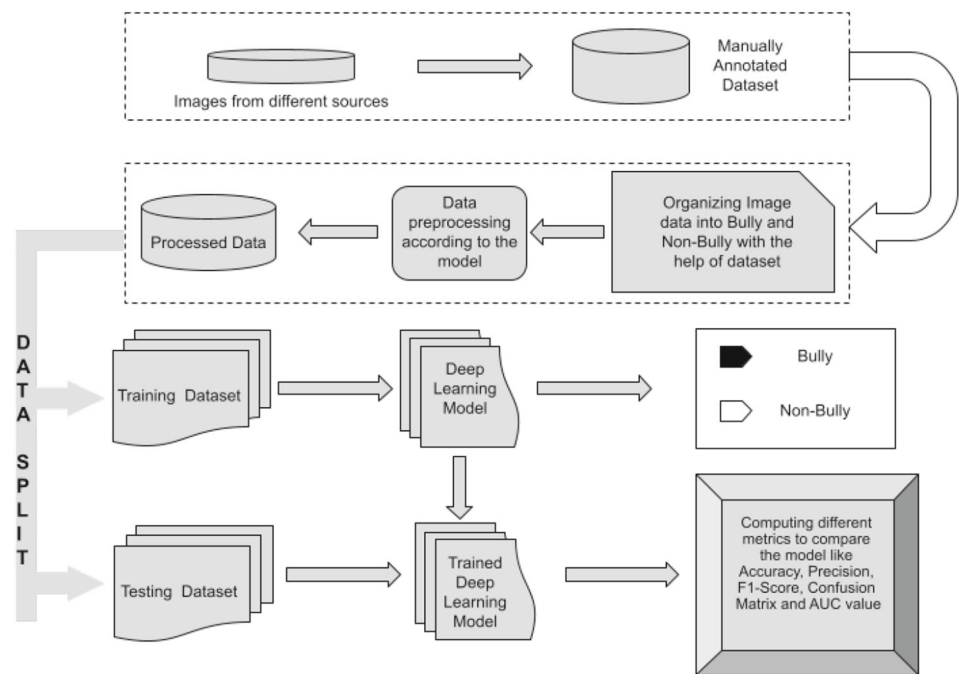 Images from different sources
Manually
Annotated
Dataset
Processed Data
Data
preprocessing
according to the
model
Organizing Image
data into Bully and
Non-Bully with the
help of dataset
DATA SPLIT
Training Dataset
Deep
Learning
Model
Bully
Non-Bully
Testing Dataset
Trained
Deep
Learning
Model
Computing different
metrics to compare
the model like
Accuracy, Precision,
F1-Score, Confusion
Matrix and AUC value